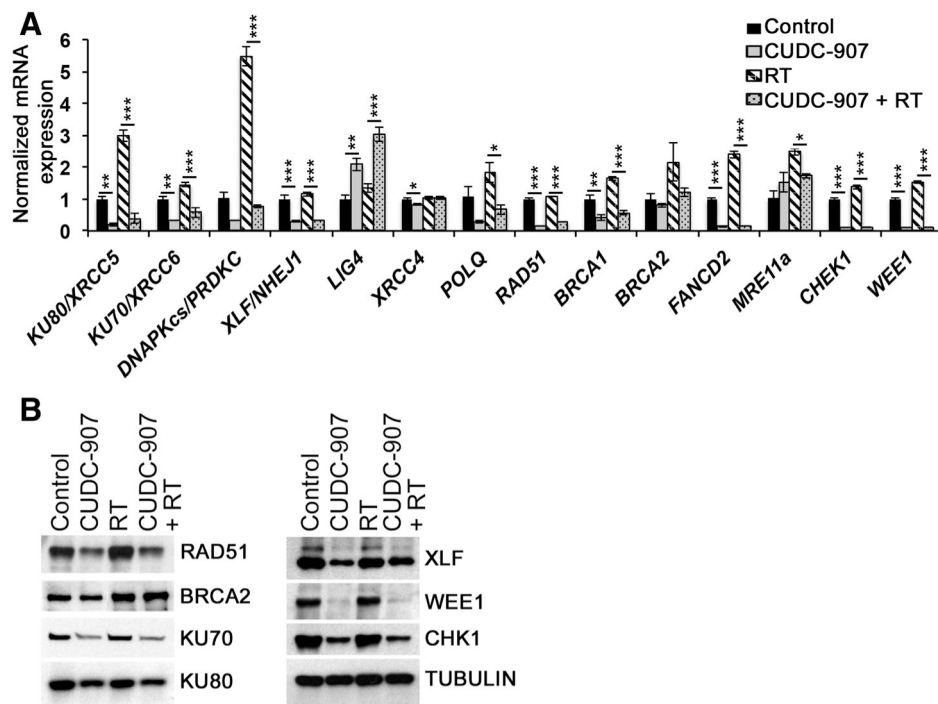 A
Normalized mRNA
expression
6
5
4
3
2
1
0
** *** ** *** *** *** *** ** *** * * *** *** ** *** *** *** * *** *** *** ***
Control
CUDC-907
RT
CUDC-907 + RT
KU80/XRCC5
KU70/XRCC6
DNAPKcs/PRDKC
XLF/NHEJ1
LIG4
XRCC4
POLQ
RAD51
BRCA1
BRCA2
FANCD2
MRE11a
CHEK1
WEE1
B
Control
CUDC-907
RT
CUDC-907
+ RT
RAD51
BRCA2
KU70
KU80
Control
CUDC-907
RT
CUDC-907
+ RT
XLF
WEE1
CHK1
TUBULIN